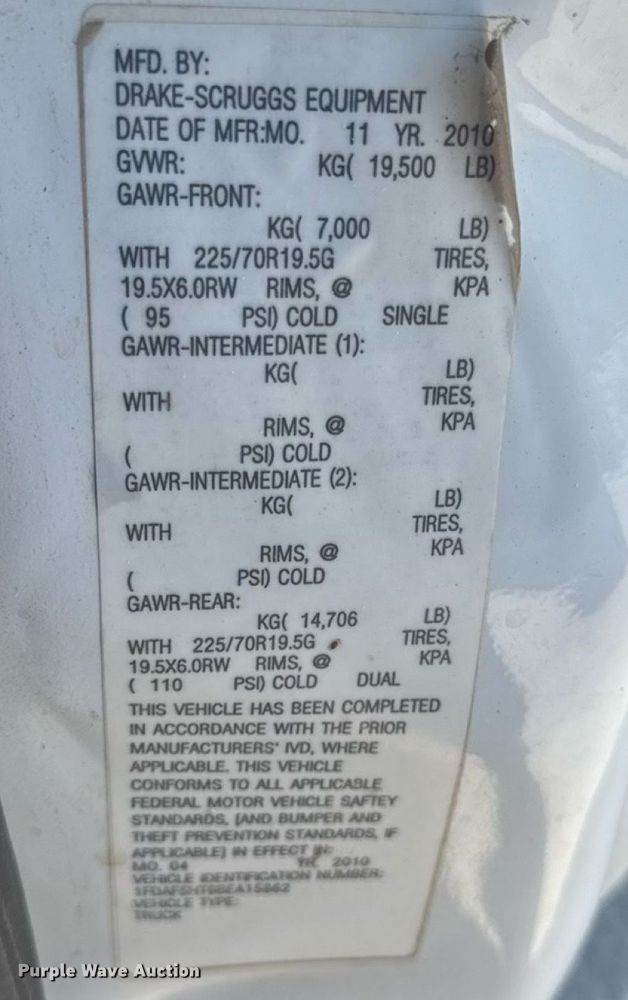 MFD. BY:
DRAKE-SCRUGGS EQUIPMENT
DATE OF MFR:MO. 11 YR. 2010
GVWR: KG( 19,500 LB)
GAWR-FRONT:
KG( 7,000 LB)
WITH 225/70R19.5G TIRES,
19.5X6.0RW RIMS, @ KPA
( 95 PSI) COLD SINGLE
GAWR-INTERMEDIATE (1):
KG( LB)
WITH TIRES,
RIMS, @ KPA
( PSI) COLD
GAWR-INTERMEDIATE (2):
KG( LB)
WITH TIRES,
RIMS, @ KPA
( PSI) COLD
GAWR-REAR:
KG( 14,706 LB)
WITH 225/70R19.5G TIRES,
19.5X6.0RW RIMS, @ KPA
( 110 PSI) COLD DUAL
THIS VEHICLE HAS BEEN COMPLETED
IN ACCORDANCE WITH THE PRIOR
MANUFACTURERS' IVD, WHERE
APPLICABLE. THIS VEHICLE
CONFORMS TO ALL APPLICABLE
FEDERAL MOTOR VEHICLE SAFTEY
STANDARDS, [AND BUMPER AND
THEFT PREVENTION STANDARDS, IF
APPLICABLE] IN EFFECT IN:
MO. 04 YR. 2010
VEHICLE IDENTIFICATION NUMBER:
VEHICLE TYPE:
TRUCK
Purple Wave Auction